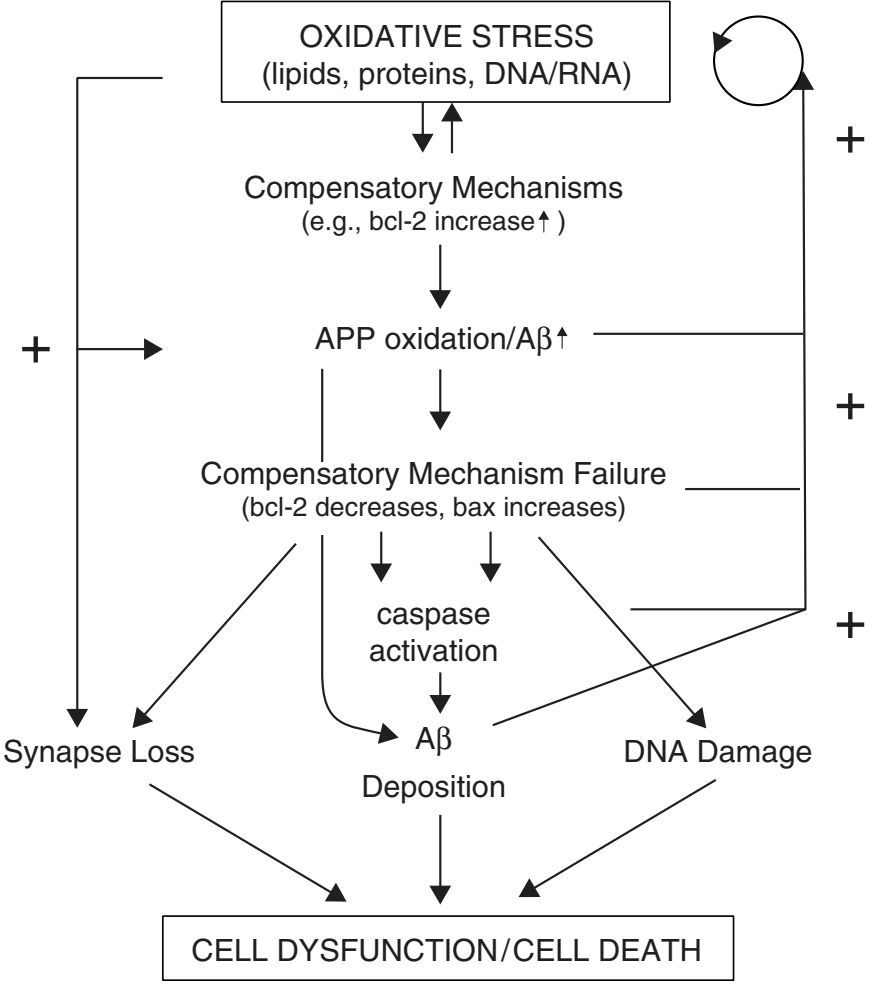 OXIDATIVE STRESS
(lipids, proteins, DNA/RNA)
+
Compensatory Mechanisms
(e.g., bcl-2 increase↑ )
+
APP oxidation/Aβ↑
+
Compensatory Mechanism Failure
(bcl-2 decreases, bax increases)
caspase
activation
+
Aβ
Deposition
Synapse Loss
DNA Damage
CELL DYSFUNCTION/CELL DEATH